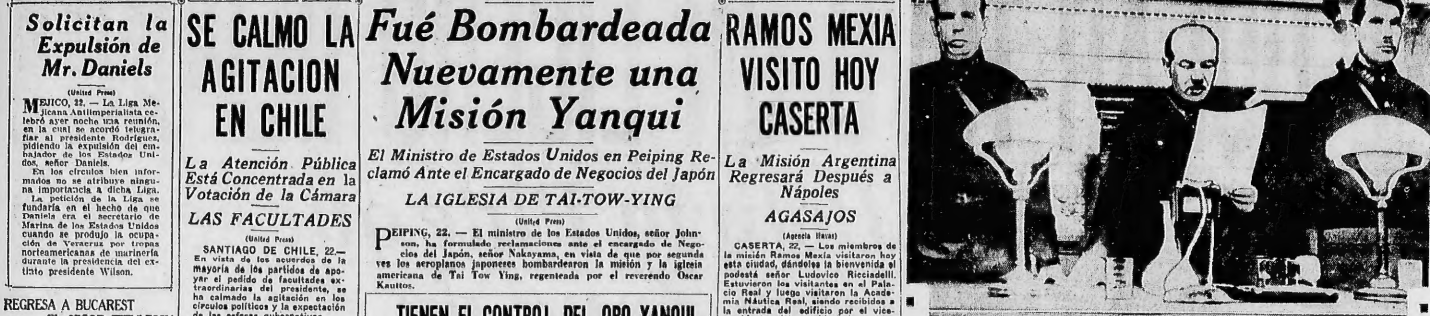 Solicitan la
Expulsión de
Mr. Daniels
(United Press)
MEJICO, 22. — La Liga Me-
jicana Antiimperialista ce-
lebró ayer noche una reunión,
en la cual se acordó telegra-
fiar al presidente Rodríguez,
pidiendo la expulsión del em-
bajador de los Estados Uni-
dos, señor Daniels.
En los círculos bien infor-
mados no se atribuye ningu-
na importancia a dicha Liga.
La petición de la Liga se
fundaría en el hecho de que
Daniels era el secretario de
Marina de los Estados Unidos
cuando se produjo la ocupa-
ción de Veracruz por tropas
norteamericanas de marinería
durante la presidencia del ex-
tinto presidente Wilson.
REGRESA A BUCAREST
SE CALMO LA
AGITACION
EN CHILE
La Atención Pública
Está Concentrada en la
Votación de la Cámara
LAS FACULTADES
(United Press)
SANTIAGO DE CHILE, 22.—
En vista de los acuerdos de la
mayoría de los partidos de apo-
yar el pedido de facultades ex-
traordinarias del presidente, se
ha calmado la agitación en los
círculos políticos y la expectación
Fué Bombardeada
Nuevamente una
Misión Yanqui
El Ministro de Estados Unidos en Peiping Re-
clamó Ante el Encargado de Negocios del Japón
LA IGLESIA DE TAI-TOW-YING
(United Press)
PEIPING, 22. — El ministro de los Estados Unidos, señor John-
son, ha formulado reclamaciones ante el encargado de Nego-
cios del Japón, señor Nakayama, en vista de que por segunda
vez los aeroplanos japoneses bombardearon la misión y la iglesia
americana de Tai Tow Ying, regenteada por el reverendo Oscar
Kauttos.
TIENEN EL CONTROL DEL ORO YANQUI
RAMOS MEXIA
VISITO HOY
CASERTA
La Misión Argentina
Regresará Después a
Nápoles
AGASAJOS
(Agencia Havas)
CASERTA, 22. — Los miembros de
la misión Ramos Mexía visitaron hoy
esta ciudad, dándoles la bienvenida el
podestá señor Ludovico Ricciadelli.
Estuvieron los visitantes en el Pala-
cio Real y luego visitaron la Acade-
mia Náutica Real, siendo recibidos a
la entrada del edificio por el vice-